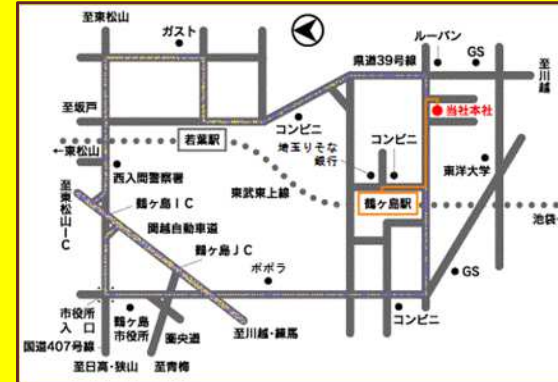 至東松山
ガスト
ルーパン
GS
県道39号線
至川越
至坂戸
当社本社
若葉駅
コンビニ
コンビニ
埼玉りそな
銀行
←東松山
西入間警察署
東洋大学
東武東上線
鶴ヶ島駅
至東松山IC
鶴ヶ島IC
関越自動車道
池袋
鶴ヶ島JC
ポポラ
GS
市役所
入口
鶴ヶ島
市役所
圏央道
至川越・練馬
コンビニ
国道407号線
至日高・狭山
至青梅